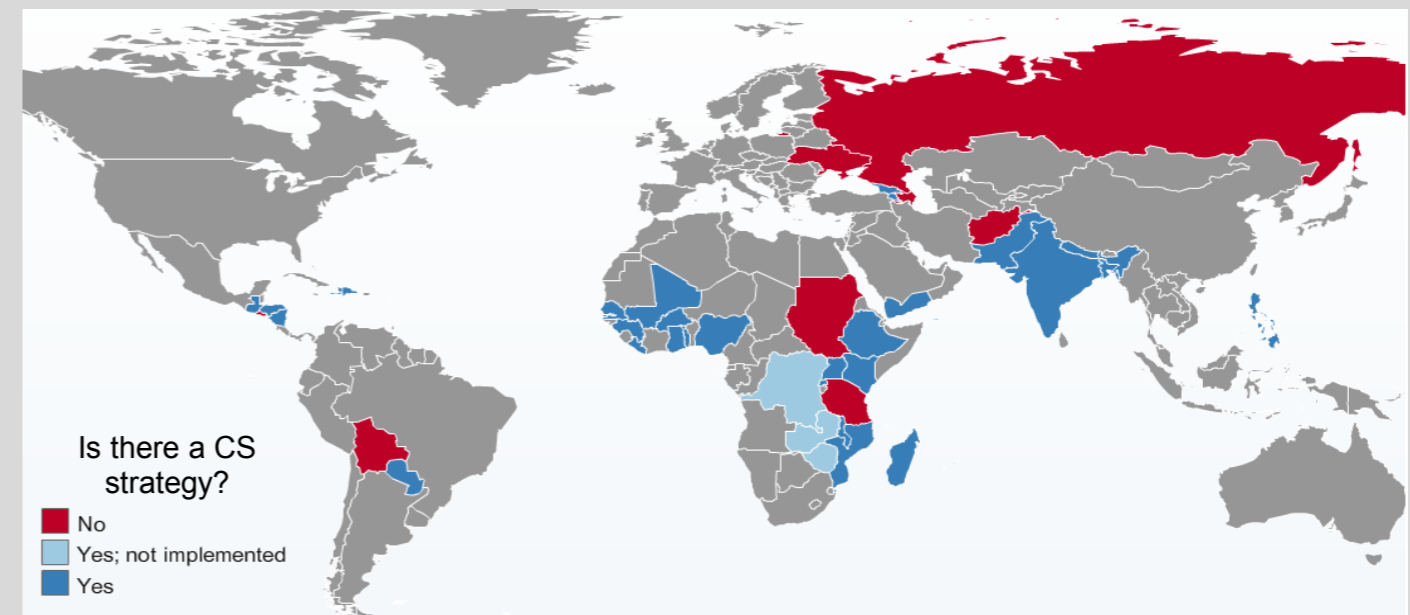 Is there a CS
strategy?
No
Yes; not implemented
Yes